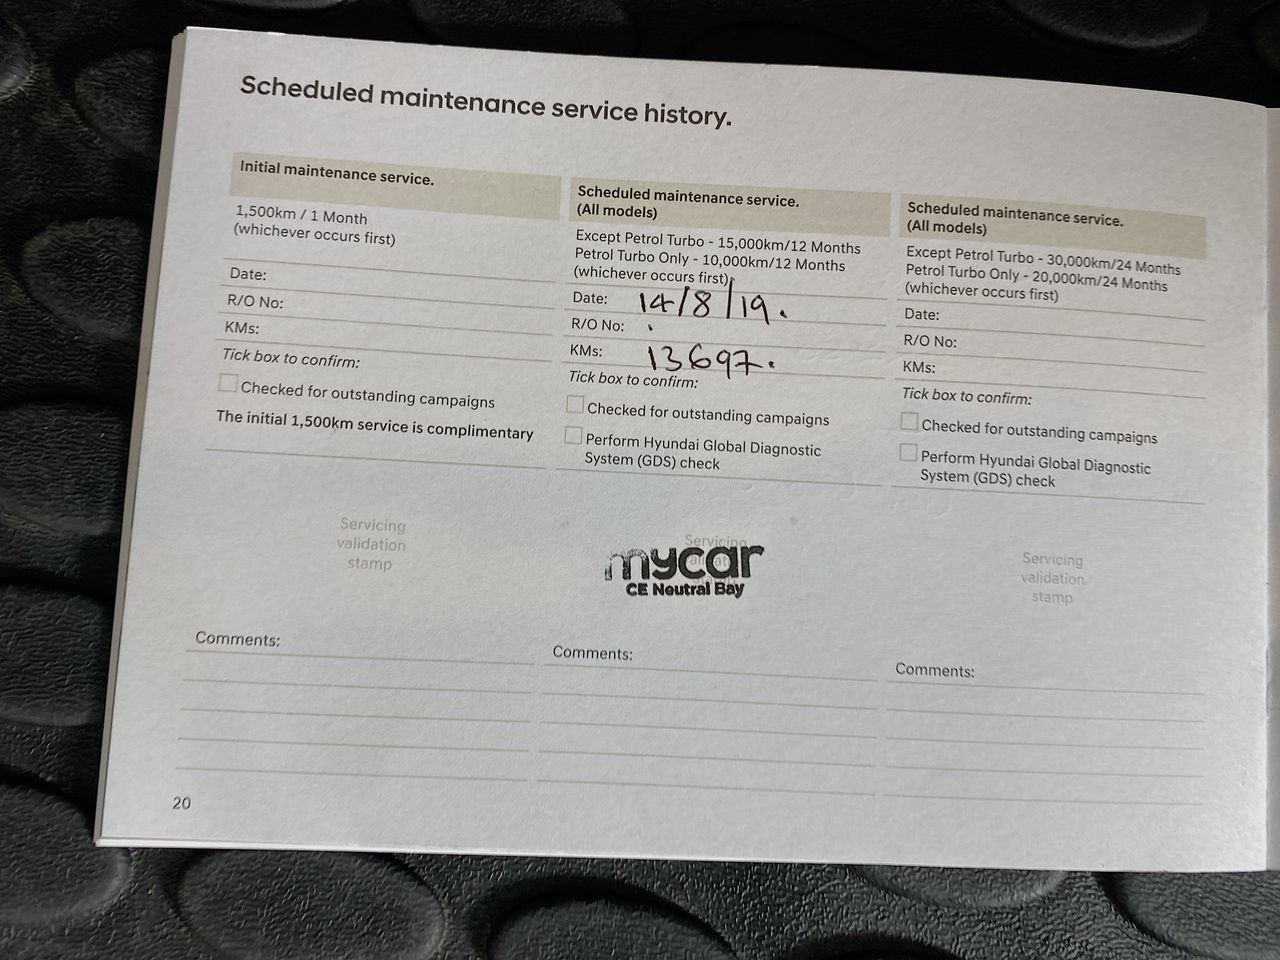 Scheduled maintenance service history.
Initial maintenance service.
1,500km / 1 Month
(whichever occurs first)
Date:
R/O No:
KMs:
Tick box to confirm:
Checked for outstanding campaigns
The initial 1,500km service is complimentary
Servicing
validation
stamp
Comments:
Scheduled maintenance service.
(All models)
Except Petrol Turbo - 15,000km/12 Months
Petrol Turbo Only - 10,000km/12 Months
(whichever occurs first)
Date: 14/8/19.
R/O No:
KMs: 13697.
Tick box to confirm:
Checked for outstanding campaigns
Perform Hyundai Global Diagnostic
System (GDS) check
Servicing
mycar
CE Neutral Bay
Comments:
Scheduled maintenance service.
(All models)
Except Petrol Turbo - 30,000km/24 Months
Petrol Turbo Only - 20,000km/24 Months
(whichever occurs first)
Date:
R/O No:
KMs:
Tick box to confirm:
Checked for outstanding campaigns
Perform Hyundai Global Diagnostic
System (GDS) check
Servicing
validation
stamp
Comments:
20